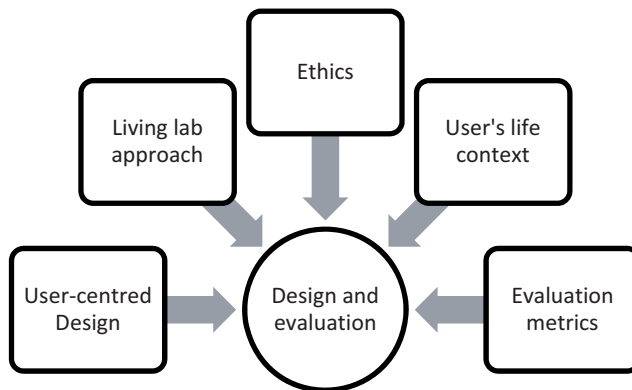 Ethics
Living lab
approach
User's life
context
User-centred
Design
Design and
evaluation
Evaluation
metrics